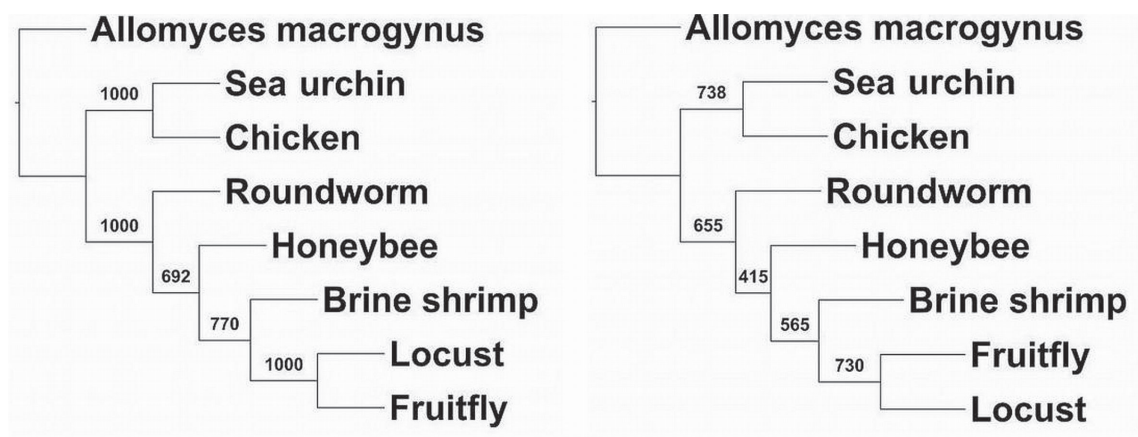 Allomyces macrogynus
1000
Sea urchin
Chicken
1000
Roundworm
692
Honeybee
770
Brine shrimp
1000
Locust
Fruitfly
Allomyces macrogynus
738
Sea urchin
Chicken
655
Roundworm
415
Honeybee
565
Brine shrimp
730
Fruitfly
Locust